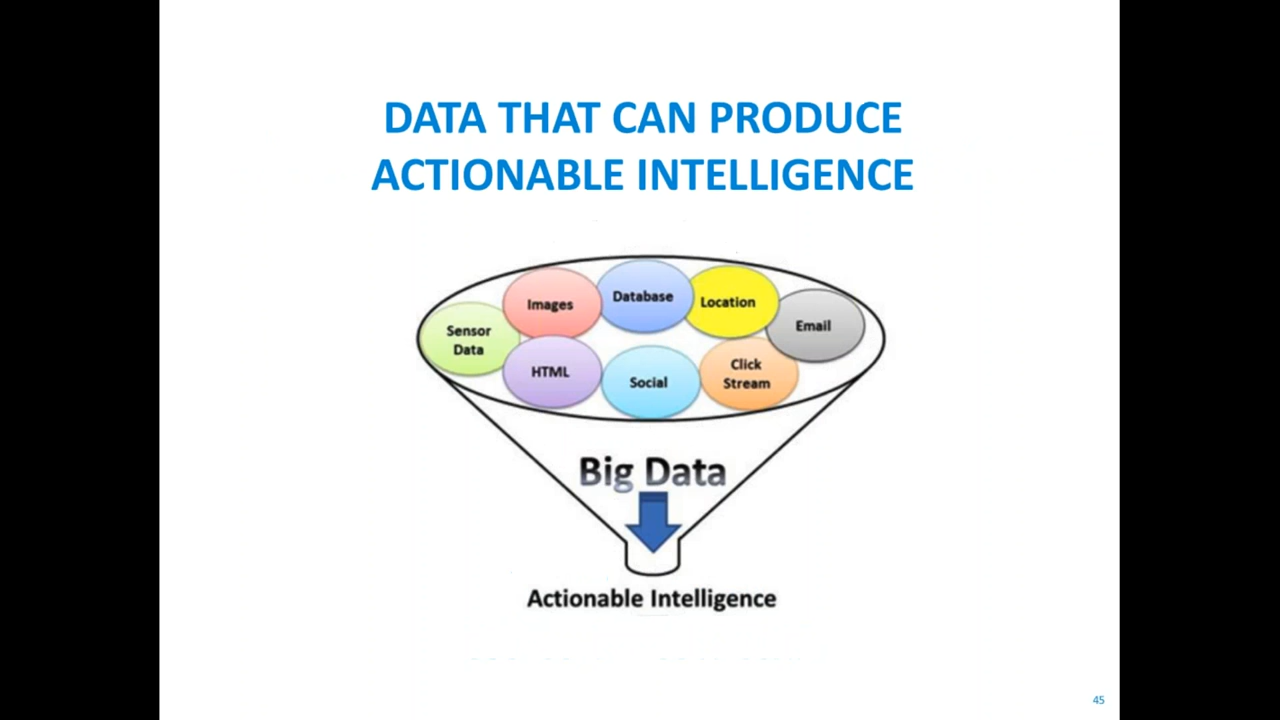 DATA THAT CAN PRODUCE
ACTIONABLE INTELLIGENCE
Sensor
Data
Images
Database
Location
Email
HTML
Social
Click
Stream
Big Data
Actionable Intelligence
45